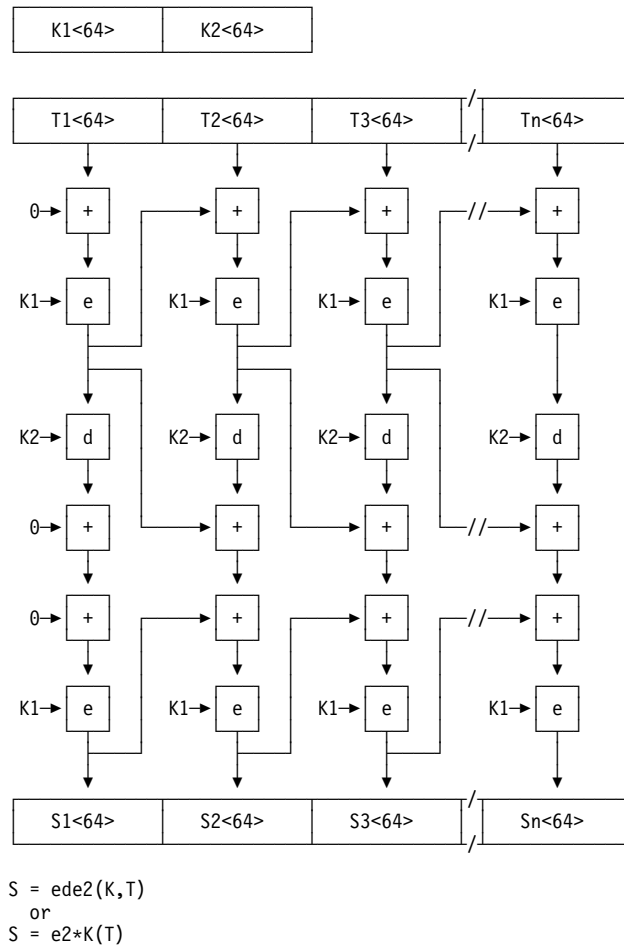 K1<64> K2<64>
T1<64> T2<64> T3<64> // Tn<64>
0 + + + // +
K1 e K1 e K1 e K1 e
K2 d K2 d K2 d K2 d
0 + + + // +
0 + + + // +
K1 e K1 e K1 e K1 e
S1<64> S2<64> S3<64> // Sn<64>
S = ede2(K,T)
or
S = e2*K(T)